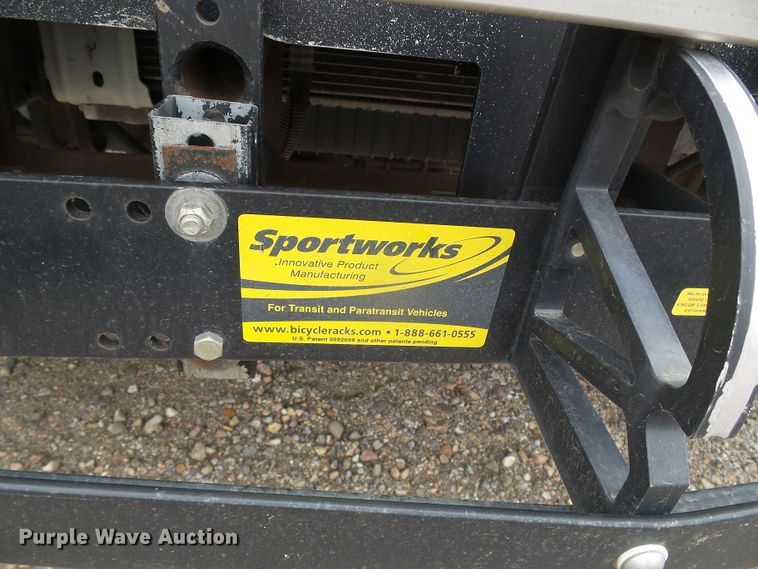 Sportworks
Innovative Product
Manufacturing
For Transit and Paratransit Vehicles
www.bicycleracks.com • 1-888-661-0555
U.S. Patent 5692659 and other patents pending
Purple Wave Auction